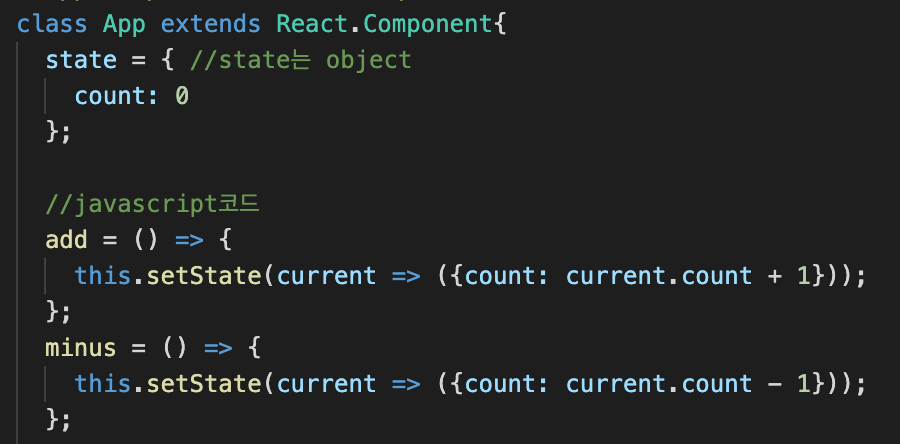 class App extends React.Component{
state = { //state는 object
count: 0
};
//javascript코드
add = () => {
this.setState(current => ({count: current.count + 1}));
};
minus = () => {
this.setState(current => ({count: current.count - 1}));
};